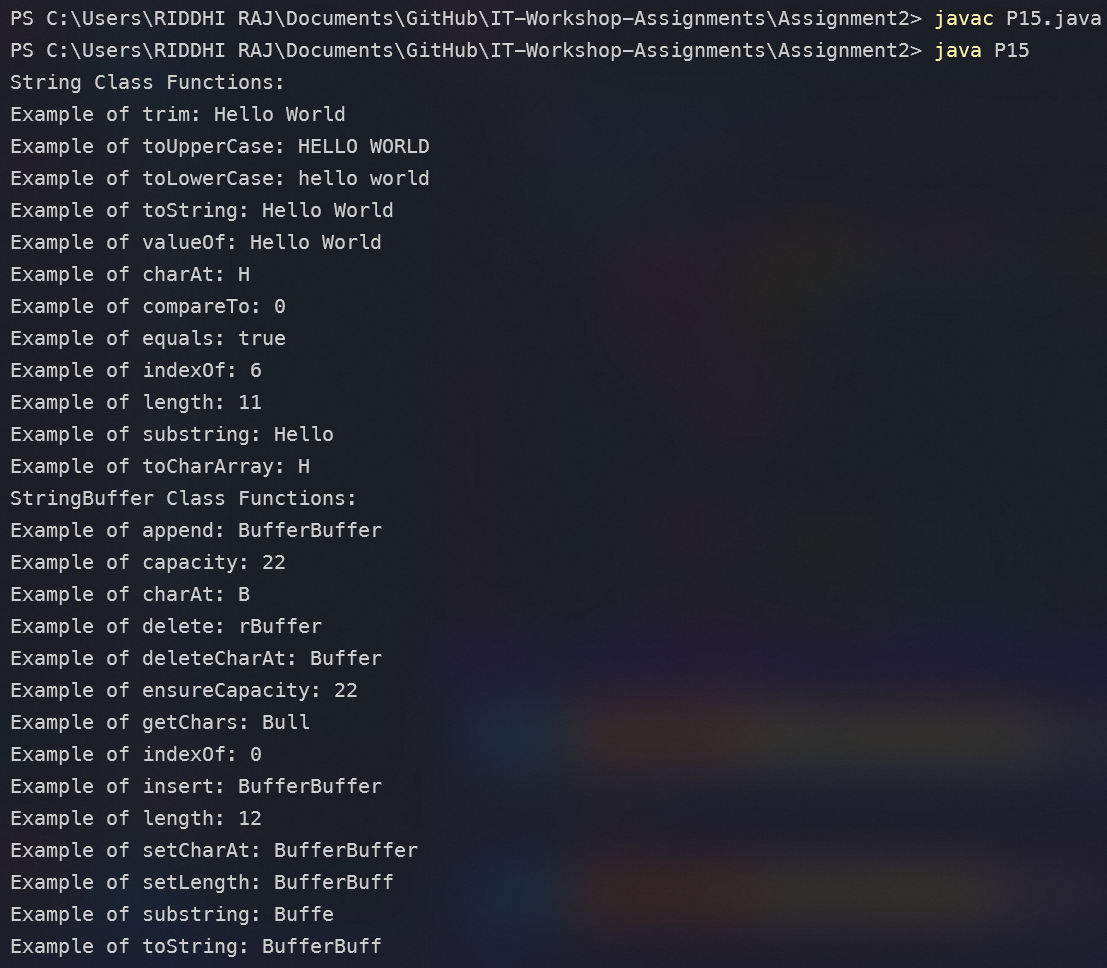 PS C:\Users\RIDDHI RAJ\Documents\GitHub\IT-Workshop-Assignments\Assignment2> javac P15.java
PS C:\Users\RIDDHI RAJ\Documents\GitHub\IT-Workshop-Assignments\Assignment2> java P15
String Class Functions:
Example of trim: Hello World
Example of toUpperCase: HELLO WORLD
Example of toLowerCase: hello world
Example of toString: Hello World
Example of valueOf: Hello World
Example of charAt: H
Example of compareTo: 0
Example of equals: true
Example of indexOf: 6
Example of length: 11
Example of substring: Hello
Example of toCharArray: H
StringBuffer Class Functions:
Example of append: BufferBuffer
Example of capacity: 22
Example of charAt: B
Example of delete: rBuffer
Example of deleteCharAt: Buffer
Example of ensureCapacity: 22
Example of getChars: Bull
Example of indexOf: 0
Example of insert: BufferBuffer
Example of length: 12
Example of setCharAt: BufferBuffer
Example of setLength: BufferBuff
Example of substring: Buffe
Example of toString: BufferBuff